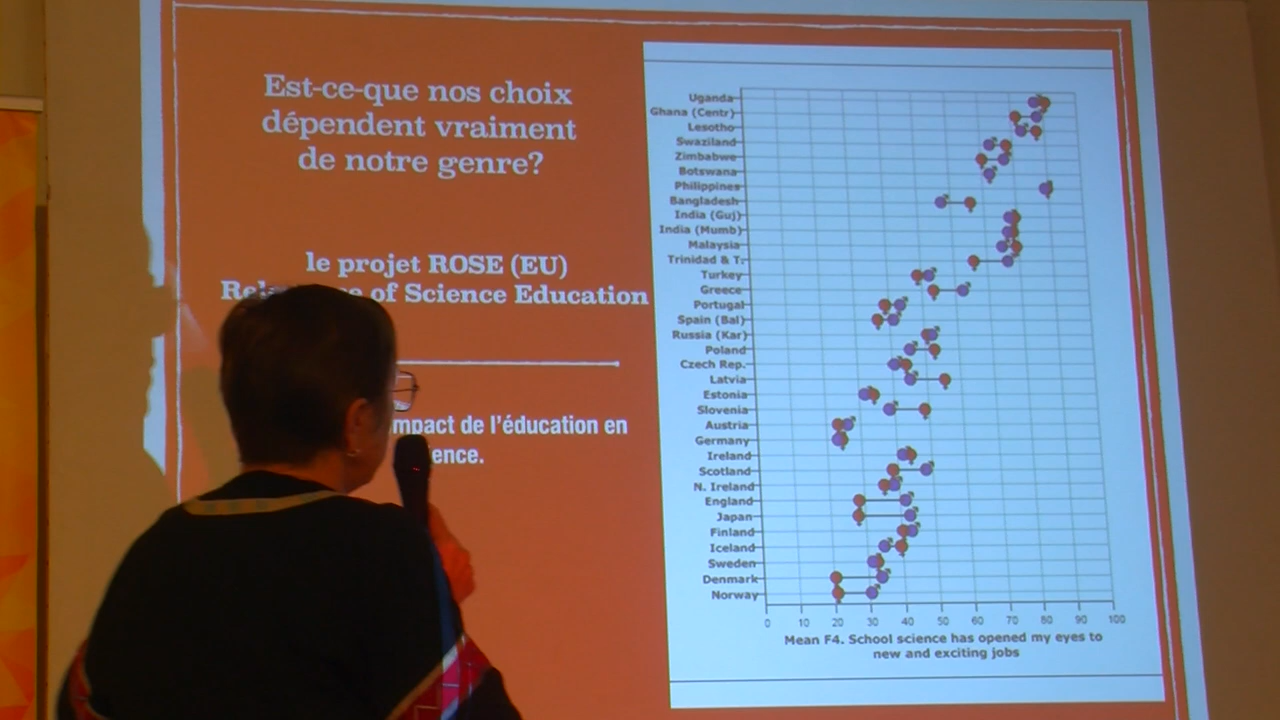 Est-ce-que nos choix
dépendent vraiment
de notre genre?
le projet ROSE (EU)
of Science Education
mpact de l'éducation en
ence.
Uganda
Ghana (Centr)
Lesotho
Swaziland
Zimbabwe
Botswana
Philippines
Bangladesh
India (Guj)
India (Mumb)
Malaysia
Trinidad & T.
Turkey
Greece
Portugal
Spain (Bal)
Russia (Kar)
Poland
Czech Rep.
Latvia
Estonia
Slovenia
Austria
Germany
Ireland
Scotland
N. Ireland
England
Japan
Finland
Iceland
Sweden
Denmark
Norway
0 10 20 30 40 50 60 70 80 90 100
Mean F4. School science has opened my eyes to
new and exciting jobs